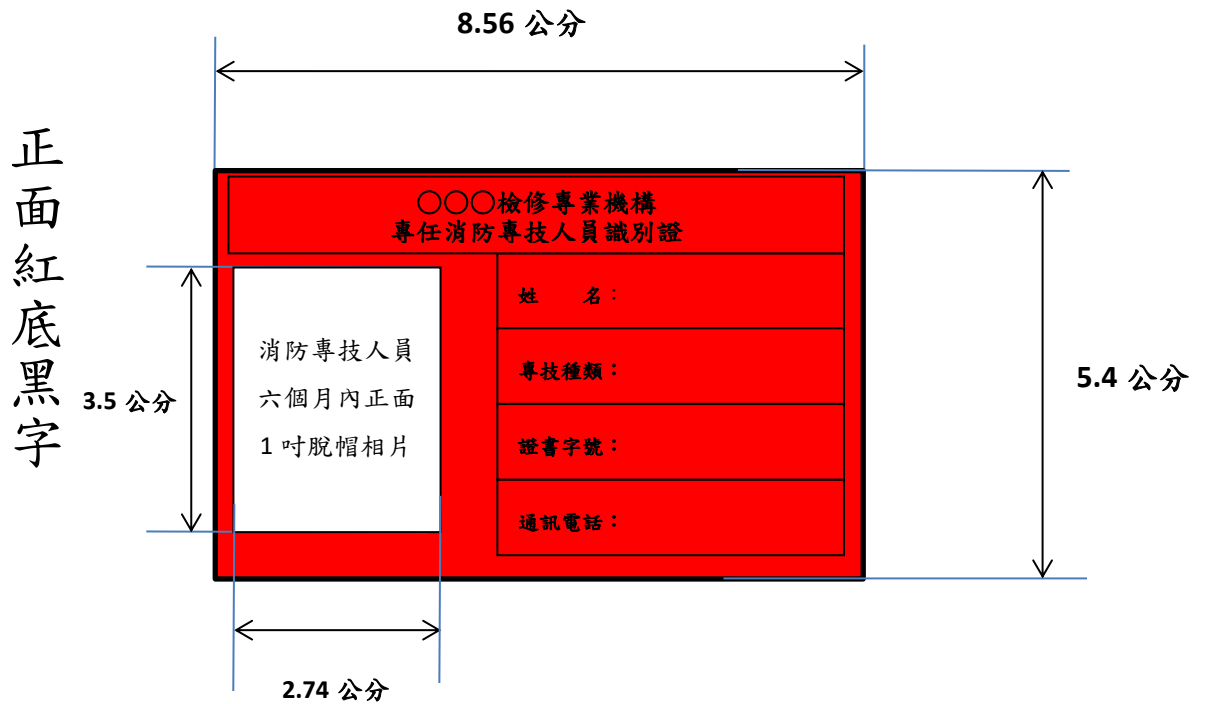 8.56 公分
正面紅底黑字
○○○檢修專業機構
專任消防專技人員識別證
姓　　名：
消防專技人員
六個月內正面
1 吋脫帽相片
專技種類：
證書字號：
通訊電話：
3.5 公分
5.4 公分
2.74 公分